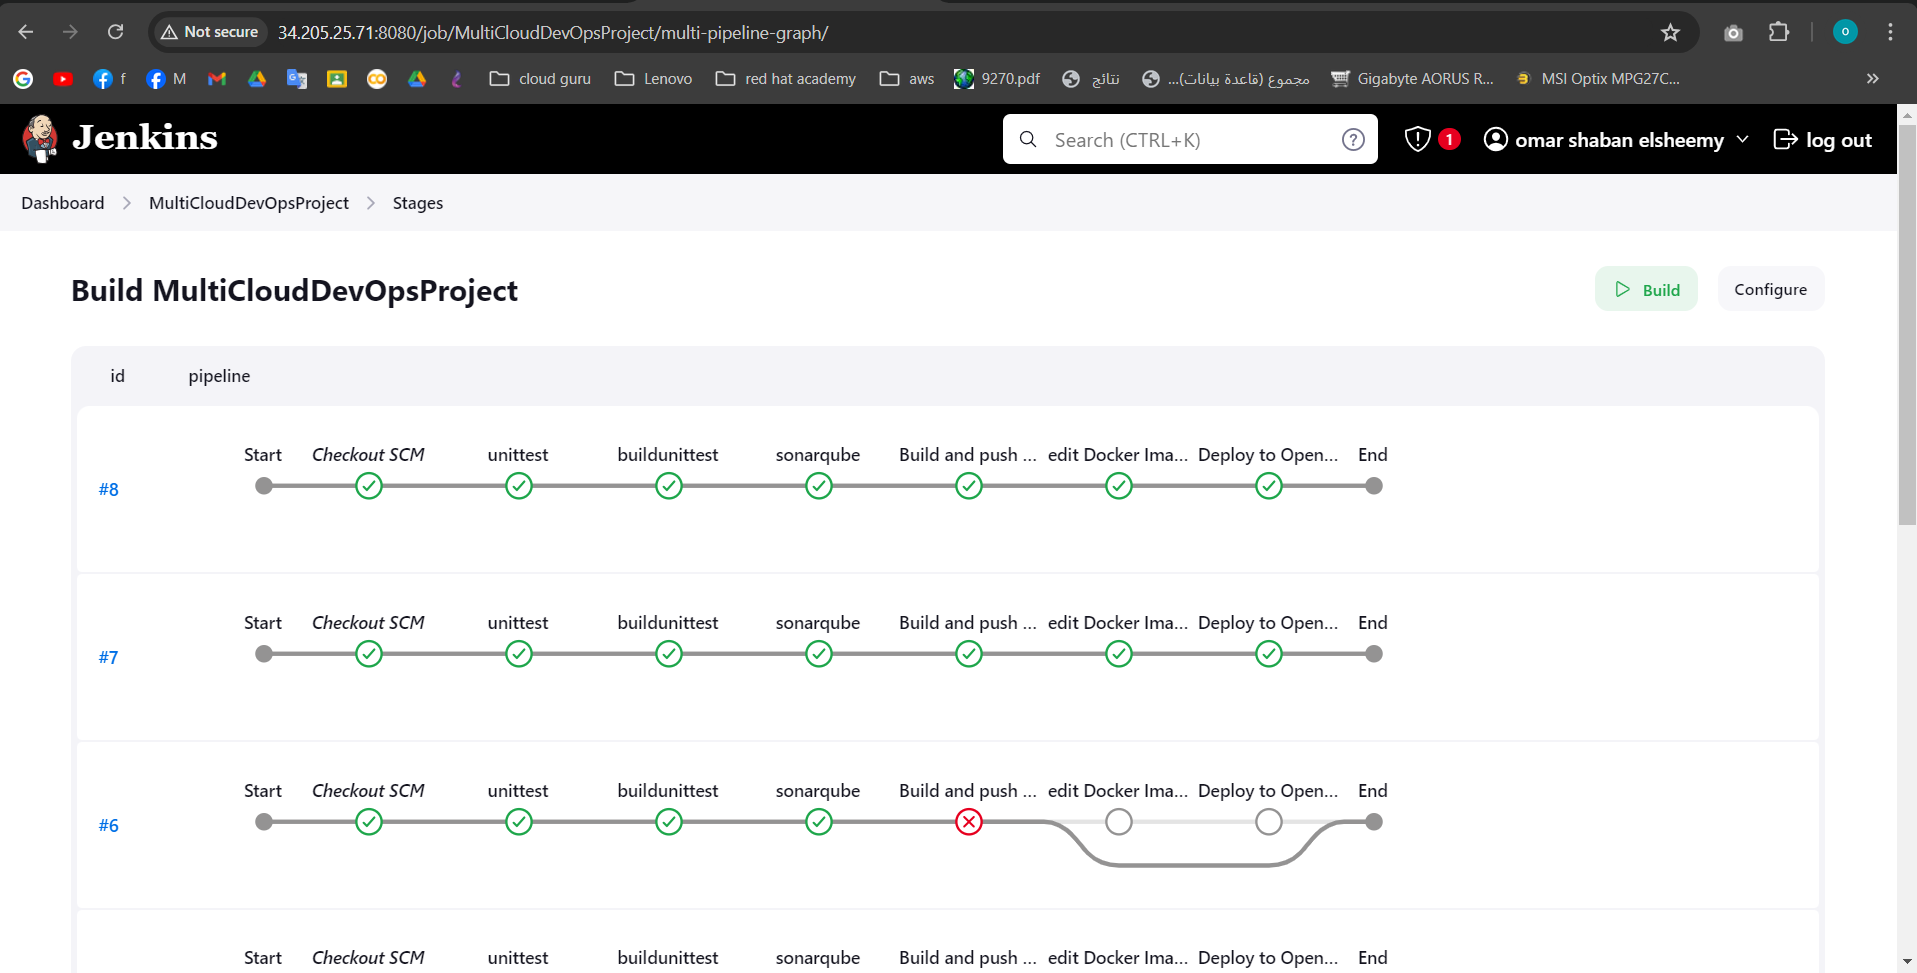 Not secure 34.205.25.71:8080/job/MultiCloudDevOpsProject/multi-pipeline-graph/ o
f M cloud guru Lenovo red hat academy aws 9270.pdf نتائج مجموع (قاعدة بيانات)... Gigabyte AORUS R... MSI Optix MPG27C... »
Jenkins Search (CTRL+K) ? 1 omar shaban elsheemy log out
Dashboard MultiCloudDevOpsProject Stages
Build MultiCloudDevOpsProject Build Configure
id pipeline
Start Checkout SCM unittest buildunittest sonarqube Build and push ... edit Docker Ima... Deploy to Open... End
#8
Start Checkout SCM unittest buildunittest sonarqube Build and push ... edit Docker Ima... Deploy to Open... End
#7
Start Checkout SCM unittest buildunittest sonarqube Build and push ... edit Docker Ima... Deploy to Open... End
#6
Start Checkout SCM unittest buildunittest sonarqube Build and push ... edit Docker Ima... Deploy to Open... End